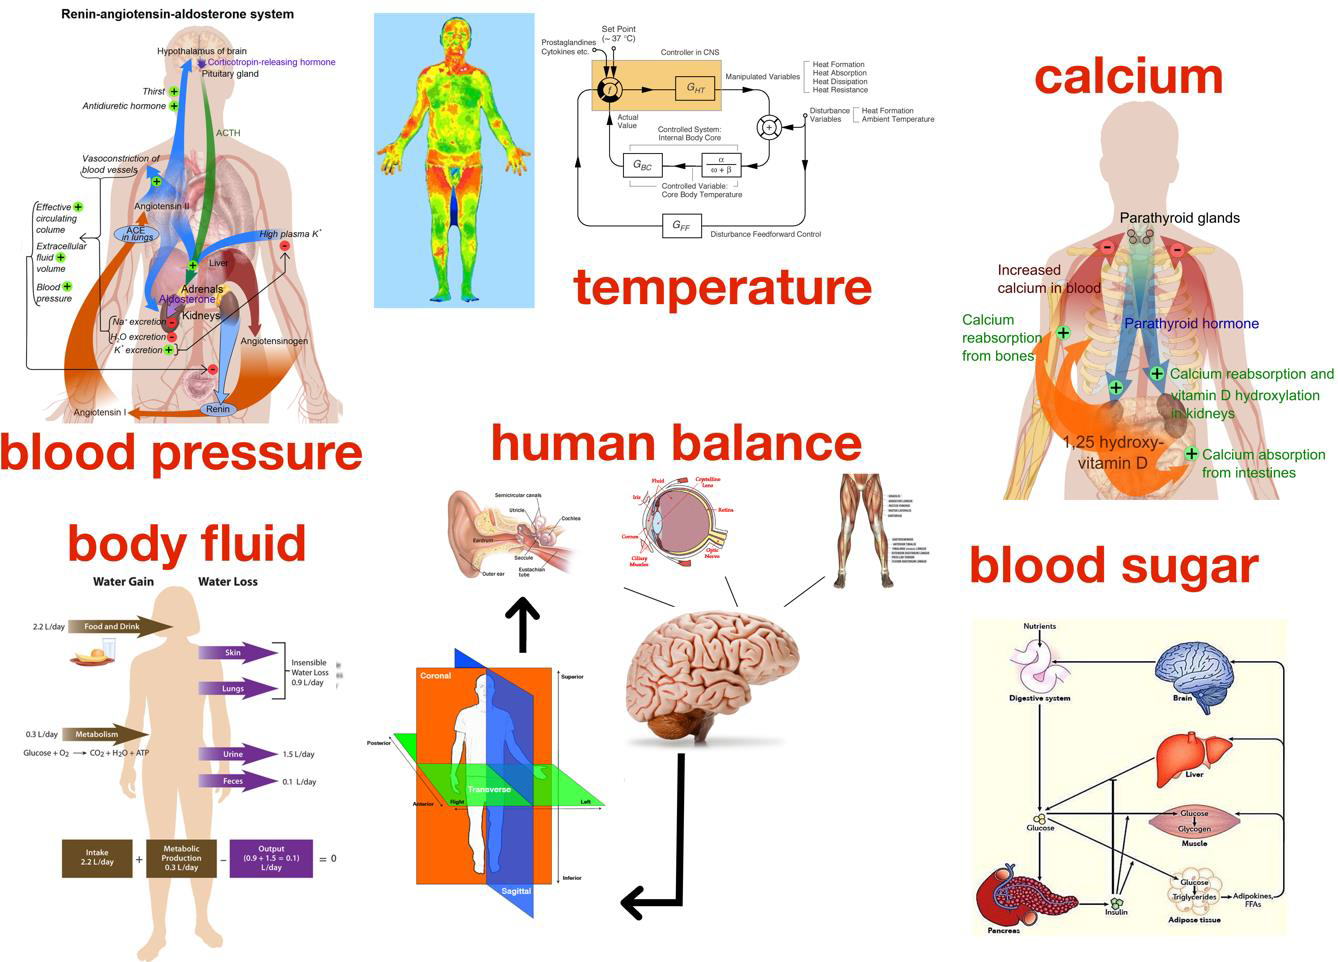 Renin-angiotensin-aldosterone system
Hypothalamus of brain
Corticotropin-releasing hormone
Pituitary gland
Thirst +
Antidiuretic hormone +
ACTH
Vasoconstriction of
blood vessels
+
Angiotensin II
ACE
in lungs
Effective +
circulating
colume
Extracellular
fluid +
volume
Blood +
pressure
High plasma K+
-
Liver
+
Adrenals
Aldosterone
Kidneys
Na+ excretion -
H2O excretion -
K+ excretion +
Angiotensinogen
-
Renin
Angiotensin I
blood pressure
Set Point
(~ 37 °C)
Prostaglandines
Cytokines etc.
Controller in CNS
f
GHT
Manipulated Variables
Heat Formation
Heat Absorption
Heat Dissipation
Heat Resistance
Actual
Value
+
Disturbance
Variables
Heat Formation
Ambient Temperature
Controlled System:
Internal Body Core
GBC
α
ω + β
Controlled Variable:
Core Body Temperature
GFF
Disturbance Feedforward Control
temperature
calcium
Parathyroid glands
-
-
Increased
calcium in blood
Calcium
reabsorption
from bones
+
Parathyroid hormone
+
+
Calcium reabsorption and
vitamin D hydroxylation
in kidneys
1,25 hydroxy-
vitamin D
+
Calcium absorption
from intestines
human balance
Semicircular canals
Utricle
Cochlea
Eardrum
Saccule
Eustachian
tube
Outer ear
Fluid
Crystalline
Lens
Iris
Retina
Cornea
Ciliary
Muscles
Optic
Nerve
Coronal
Superior
Posterior
Transverse
Anterior
Right
Left
Inferior
Sagittal
body fluid
Water Gain
Water Loss
2.2 L/day
Food and Drink
Skin
Insensible
Water Loss
0.9 L/day
Lungs
0.3 L/day
Metabolism
Glucose + O2 → CO2 + H2O + ATP
Urine
1.5 L/day
Feces
0.1 L/day
Intake
2.2 L/day
+
Metabolic
Production
0.3 L/day
–
Output
(0.9 + 1.5 = 0.1)
L/day
= 0
blood sugar
Nutrients
Digestive system
Brain
Liver
Glucose
Glucose
Glycogen
Muscle
Glucose
Triglycerides
Adipose tissue
Adipokines,
FFAs
Insulin
Pancreas